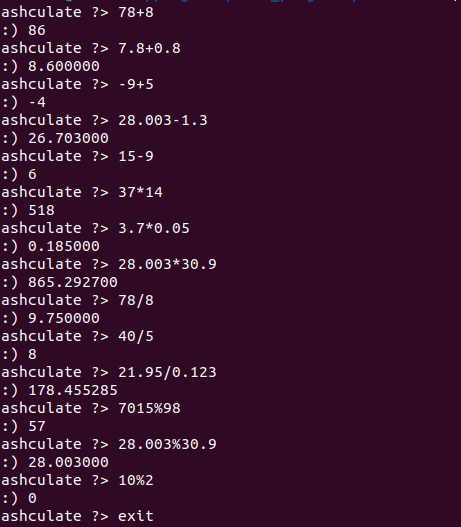 ashculate ?> 78+8
:) 86
ashculate ?> 7.8+0.8
:) 8.600000
ashculate ?> -9+5
:) -4
ashculate ?> 28.003-1.3
:) 26.703000
ashculate ?> 15-9
:) 6
ashculate ?> 37*14
:) 518
ashculate ?> 3.7*0.05
:) 0.185000
ashculate ?> 28.003*30.9
:) 865.292700
ashculate ?> 78/8
:) 9.750000
ashculate ?> 40/5
:) 8
ashculate ?> 21.95/0.123
:) 178.455285
ashculate ?> 7015%98
:) 57
ashculate ?> 28.003%30.9
:) 28.003000
ashculate ?> 10%2
:) 0
ashculate ?> exit